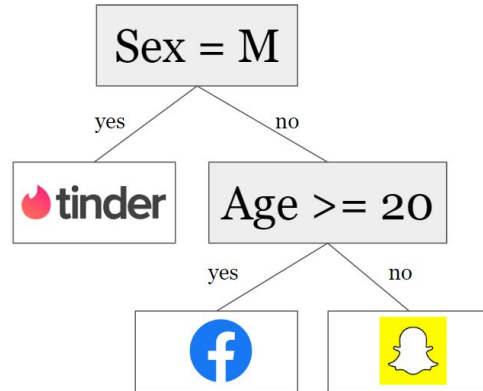 Sex = M
yes
no
tinder
Age >= 20
yes
no
f